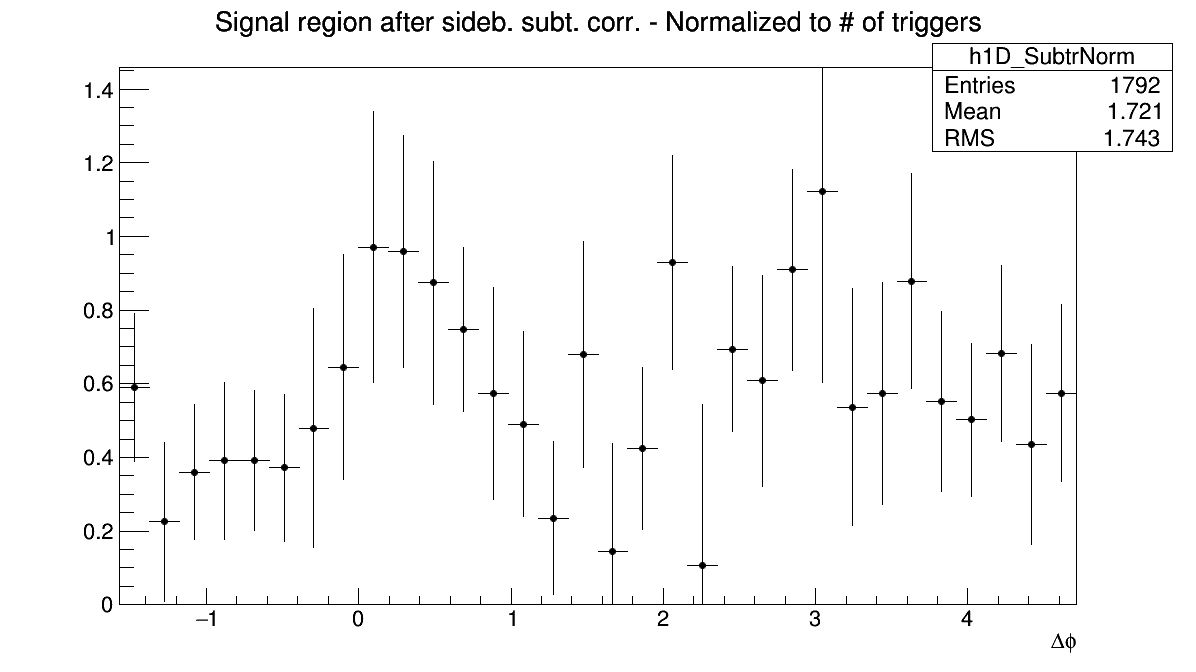 Signal region after sideb. subt. corr. - Normalized to # of triggers
h1D_SubtrNorm
Entries 1792
Mean 1.721
RMS 1.743
1.4
1.2
1
0.8
0.6
0.4
0.2
0
−1 0 1 2 3 4
Δϕ